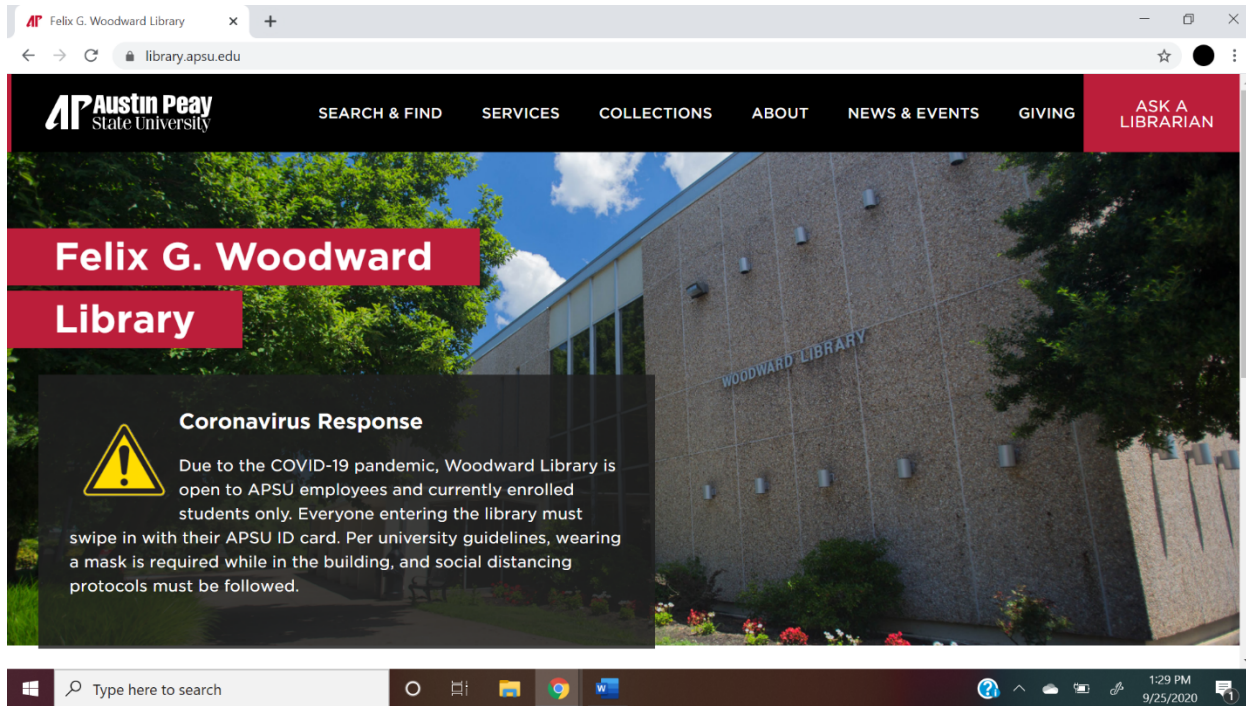 Felix G. Woodward Library
library.apsu.edu
AP Austin Peay
State University
SEARCH & FIND SERVICES COLLECTIONS ABOUT NEWS & EVENTS GIVING
ASK A
LIBRARIAN
Felix G. Woodward
Library
WOODWARD LIBRARY
Coronavirus Response
Due to the COVID-19 pandemic, Woodward Library is
open to APSU employees and currently enrolled
students only. Everyone entering the library must
swipe in with their APSU ID card. Per university guidelines, wearing
a mask is required while in the building, and social distancing
protocols must be followed.
Type here to search
1:29 PM
9/25/2020
1